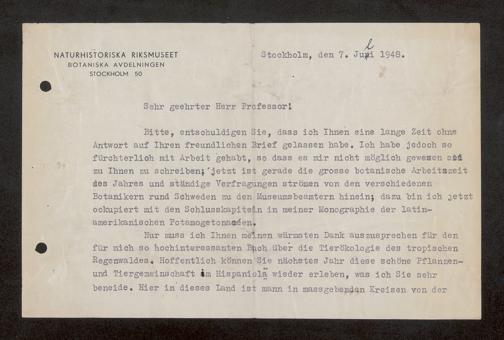 NATURHISTORISKA RIKSMUSEET
BOTANISKA AVDELNINGEN
STOCKHOLM 50
Stockholm, den 7. Juli 1948.
Sehr geehrter Herr Professor!
Bitte, entschuldigen Sie, dass ich Ihnen eine lange Zeit ohne
Antwort auf Ihren freundlichen Brief gelassen habe. Ich habe jedoch so
fürchterlich mit Arbeit gehabt, so dass es mir nicht möglich gewesen
zu Ihnen zu schreiben; jetzt ist gerade die grosse botanische Arbeitszeit
des Jahres und ständige Verfragungen strömen von den verschiedenen
Botanikern rund Schweden zu den Museumsbeamtern hinein; dazu bin ich jetzt
ockupiert mit den Schlusskapiteln in meiner Monographie der latin-
amerikanischen Potamogetonaceen.
Nur muss ich Ihnen meinen wärmsten Dank auszusprechen für den
für mich so hochinteressanten Buch über die Tierökologie des tropischen
Regenwaldes. Hoffentlich können Sie nächstes Jahr diese schöne Pflanzen-
und Tiergemeinschaft im Hispaniola wieder erleben, was ich Sie sehr
beneide. Hier in dieses Land ist mann in massgebenden Kreisen von der